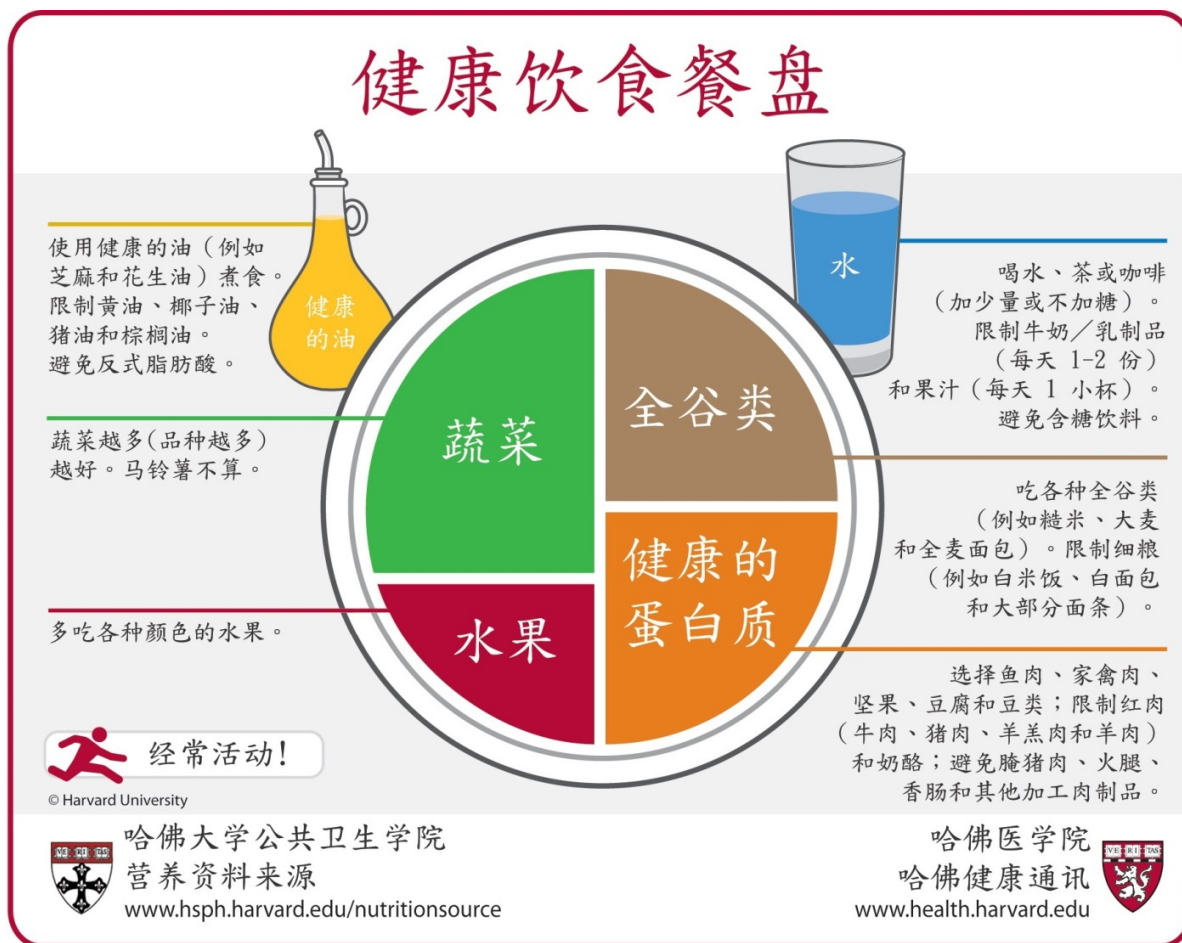 健康饮食餐盘
使用健康的油（例如
芝麻和花生油）煮食。
限制黄油、椰子油、
猪油和棕榈油。
避免反式脂肪酸。
健康
的油
水
喝水、茶或咖啡
（加少量或不加糖）。
限制牛奶／乳制品
（每天 1-2 份）
和果汁（每天 1 小杯）。
避免含糖饮料。
蔬菜
全谷类
蔬菜越多(品种越多)
越好。马铃薯不算。
吃各种全谷类
（例如糙米、大麦
和全麦面包）。限制细粮
（例如白米饭、白面包
和大部分面条）。
水果
健康的
蛋白质
多吃各种颜色的水果。
选择鱼肉、家禽肉、
坚果、豆腐和豆类；限制红肉
（牛肉、猪肉、羊羔肉和羊肉）
和奶酪；避免腌猪肉、火腿、
香肠和其他加工肉制品。
经常活动！
© Harvard University
VE RI TAS
哈佛大学公共卫生学院
营养资料来源
www.hsph.harvard.edu/nutritionsource
哈佛医学院
哈佛健康通讯
www.health.harvard.edu
VE RI TAS